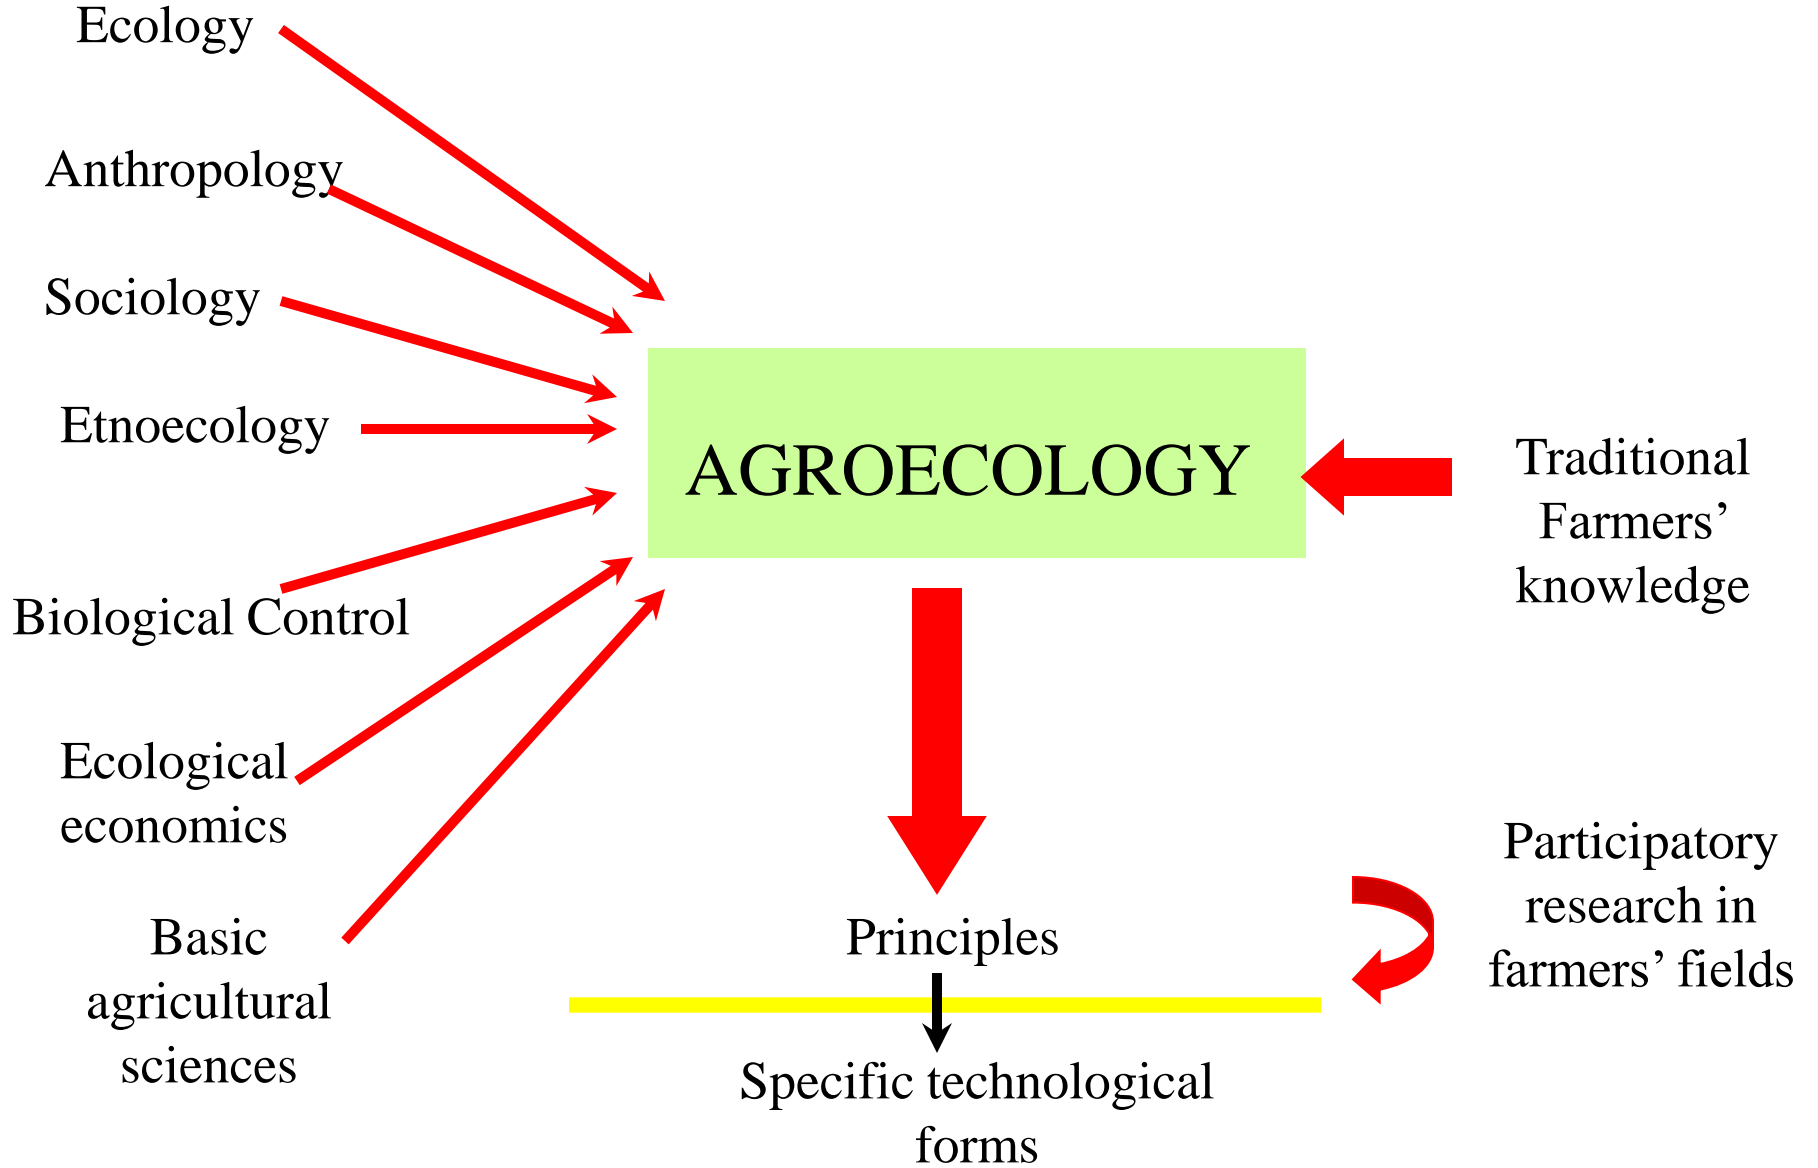 Ecology
Anthropology
Sociology
Etnoecology
Biological Control
Ecological
economics
Basic
agricultural
sciences
AGROECOLOGY
Traditional
Farmers’
knowledge
Principles
Specific technological
forms
Participatory
research in
farmers’ fields